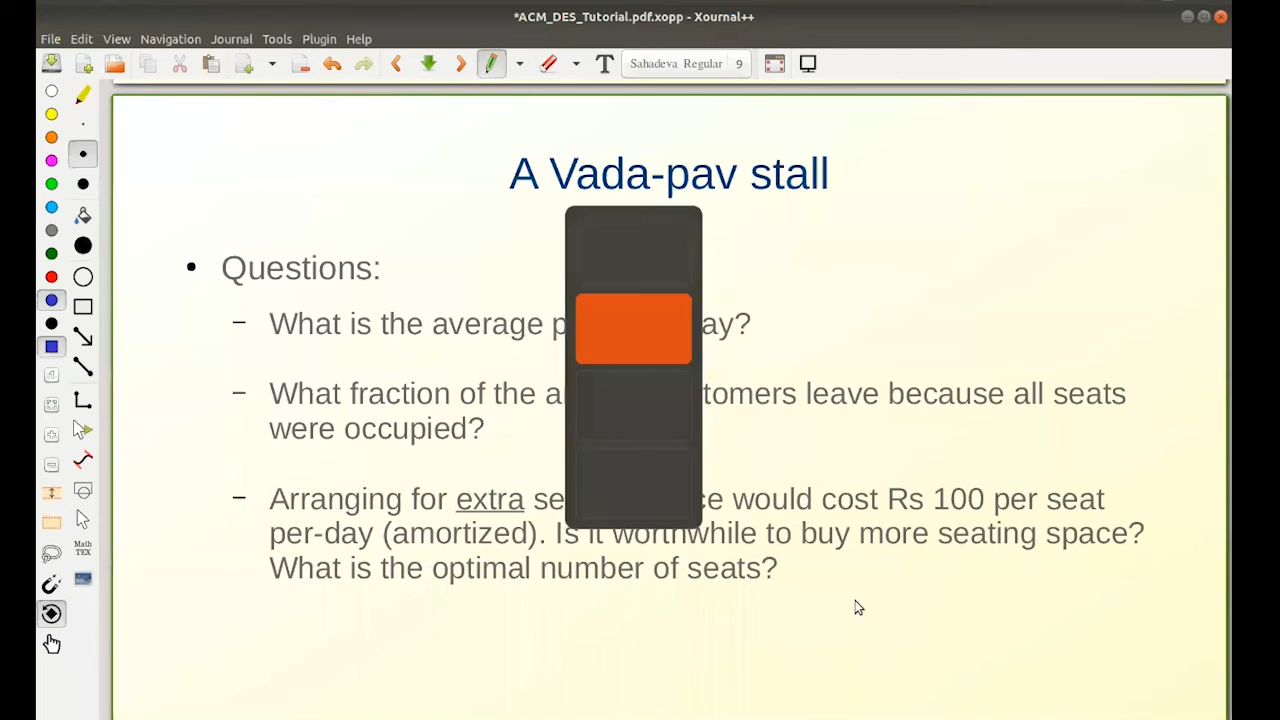 *ACM_DES_Tutorial.pdf.xopp - Xournal++
File Edit View Navigation Journal Tools Plugin Help
T Sahadeva Regular 9
A Vada-pav stall
• Questions:
– What is the average p ay?
– What fraction of the a tomers leave because all seats
were occupied?
– Arranging for extra se ce would cost Rs 100 per seat
per-day (amortized). Is it worthwhile to buy more seating space?
What is the optimal number of seats?
Math
TEX